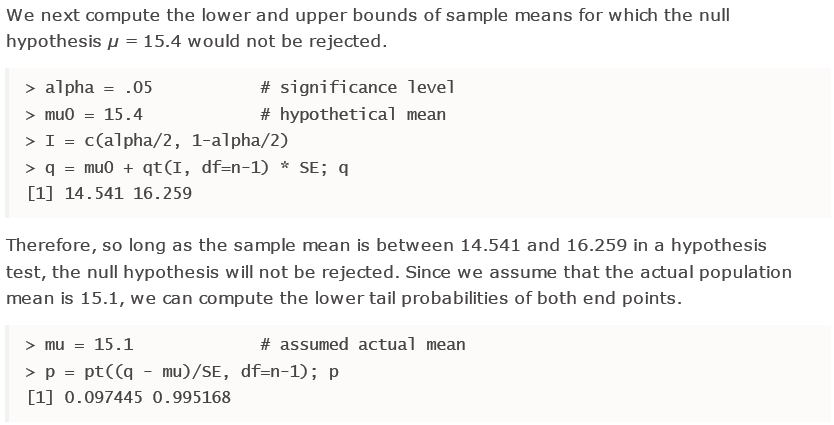 We next compute the lower and upper bounds of sample means for which the null
hypothesis μ = 15.4 would not be rejected.
> alpha = .05 # significance level
> mu0 = 15.4 # hypothetical mean
> I = c(alpha/2, 1-alpha/2)
> q = mu0 + qt(I, df=n-1) * SE; q
[1] 14.541 16.259
Therefore, so long as the sample mean is between 14.541 and 16.259 in a hypothesis
test, the null hypothesis will not be rejected. Since we assume that the actual population
mean is 15.1, we can compute the lower tail probabilities of both end points.
> mu = 15.1 # assumed actual mean
> p = pt((q - mu)/SE, df=n-1); p
[1] 0.097445 0.995168